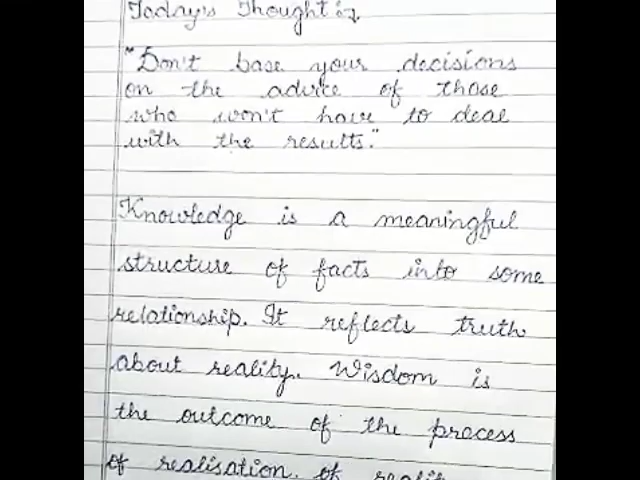 Today's Thought is
"Don't base your decisions
on the advice of those
who won't have to deal
with the results."
Knowledge is a meaningful
structure of facts into some
relationship. It reflects truth
about reality. Wisdom is
the outcome of the process
of realisation of